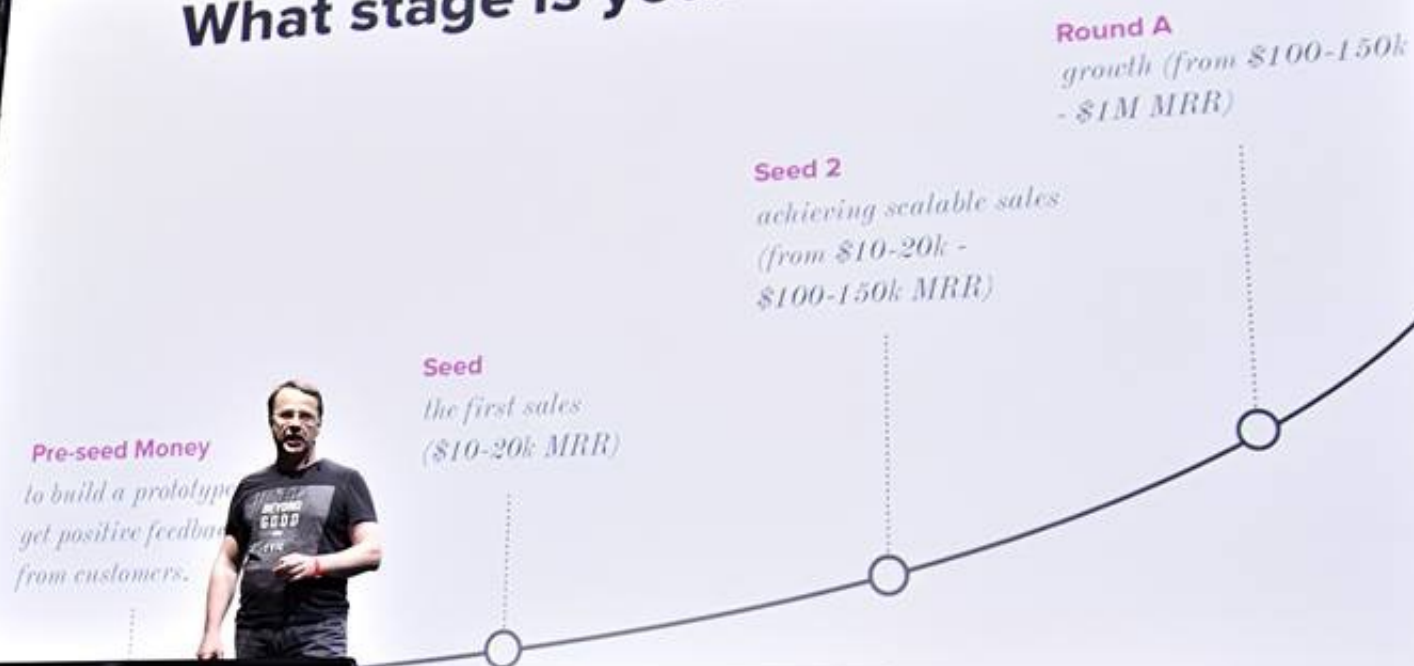 What stage is
Round A
growth (from $100-150k
- $1M MRR)
Seed 2
achieving scalable sales
(from $10-20k -
$100-150k MRR)
Seed
the first sales
($10-20k MRR)
Pre-seed Money
to build a prototype
get positive
from customers.
BEYOND
GOOD